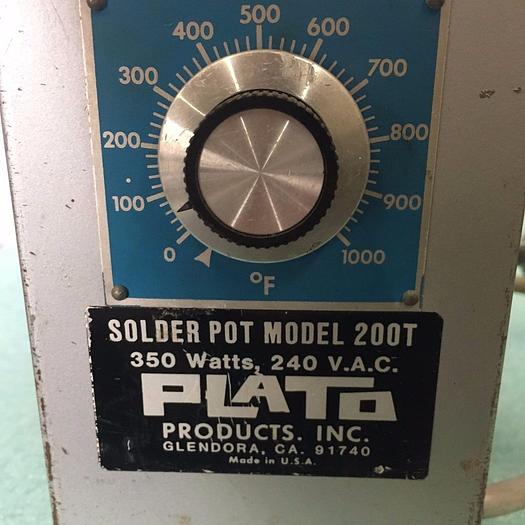 500
400 600
300 700
200 800
100 900
0 1000
°F
SOLDER POT MODEL 200T
350 Watts, 240 V.A.C.
PLATO
PRODUCTS. INC.
GLENDORA, CA. 91740
Made in U.S.A.